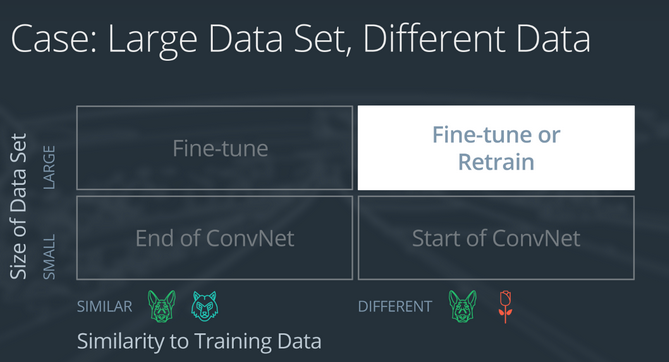 Case: Large Data Set, Different Data
Size of Data Set
LARGE
SMALL
Fine-tune
Fine-tune or
Retrain
End of ConvNet
Start of ConvNet
SIMILAR
DIFFERENT
Similarity to Training Data